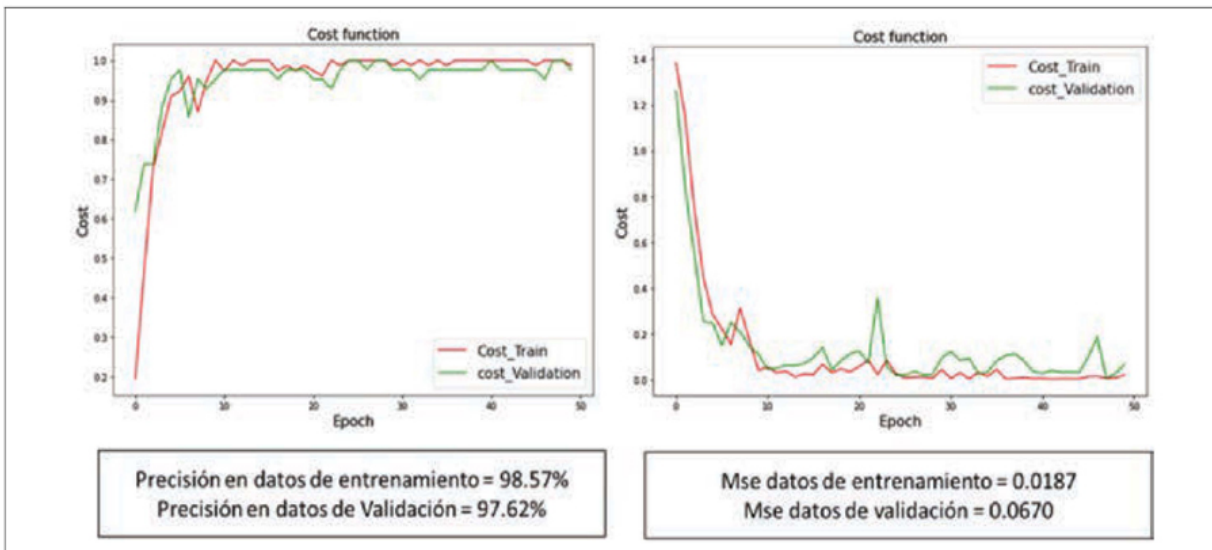 Cost function
1.0
0.9
0.8
0.7
0.6
0.5
0.4
0.3
0.2
Cost
Cost_Train
cost_Validation
0 10 20 30 40 50
Epoch
Precisión en datos de entrenamiento = 98.57%
Precisión en datos de Validación = 97.62%
Cost function
1.4
1.2
1.0
0.8
0.6
0.4
0.2
0.0
Cost
Cost_Train
cost_Validation
0 10 20 30 40 50
Epoch
Mse datos de entrenamiento = 0.0187
Mse datos de validación = 0.0670